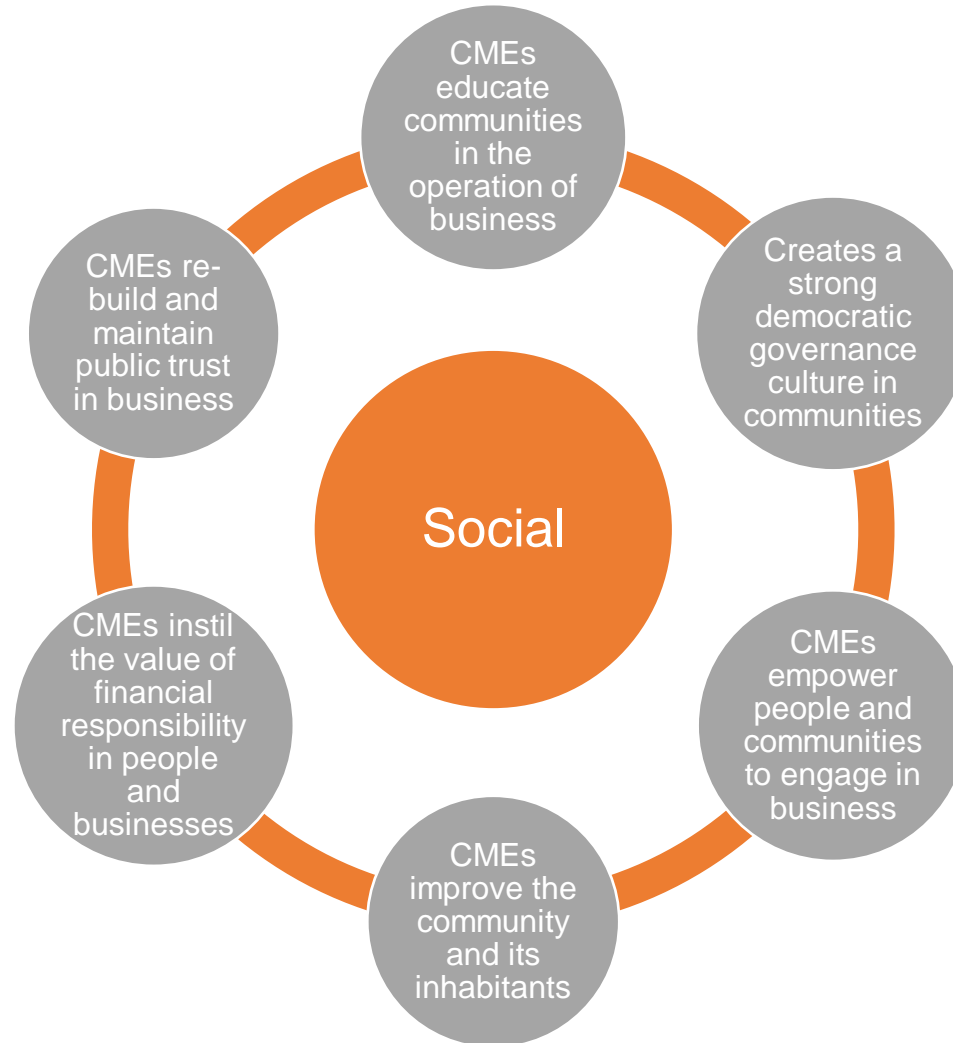 CMEs
educate
communities
in the
operation of
business
Creates a
strong
democratic
governance
culture in
communities
CMEs
empower
people and
communities
to engage in
business
CMEs
improve the
community
and its
inhabitants
CMEs instil
the value of
financial
responsibility
in people
and
businesses
CMEs re-
build and
maintain
public trust
in business
Social